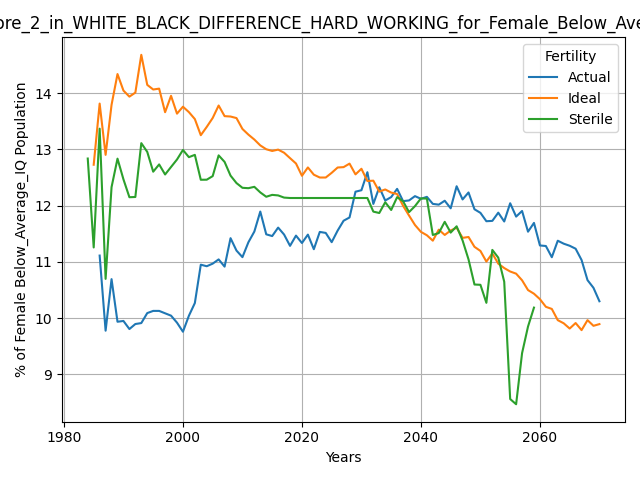 ore_2_in_WHITE_BLACK_DIFFERENCE_HARD_WORKING_for_Female_Below_Ave
Fertility
Actual
Ideal
Sterile
% of Female Below_Average_IQ Population
14
13
12
11
10
9
1980
2000
2020
2040
2060
Years